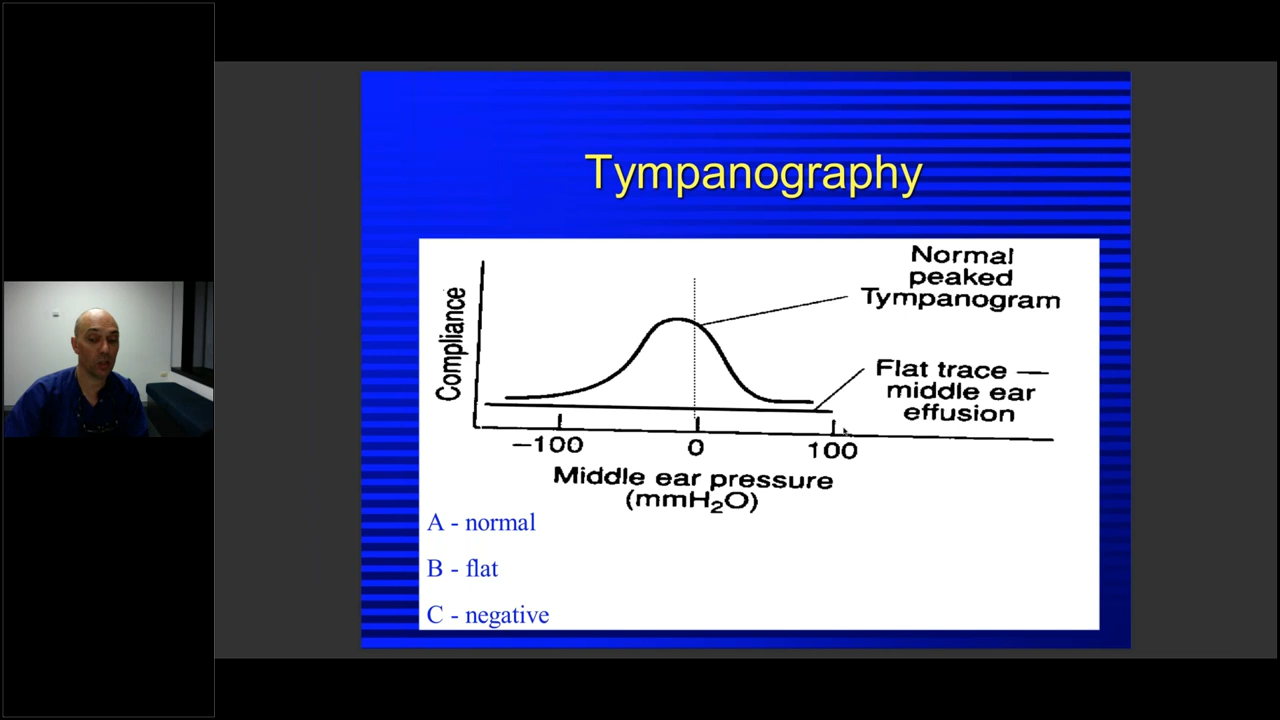 Tympanography
Normal
peaked
Tympanogram
Compliance
Flat trace —
middle ear
effusion
−100
0
100
Middle ear pressure
(mmH₂O)
A - normal
B - flat
C - negative